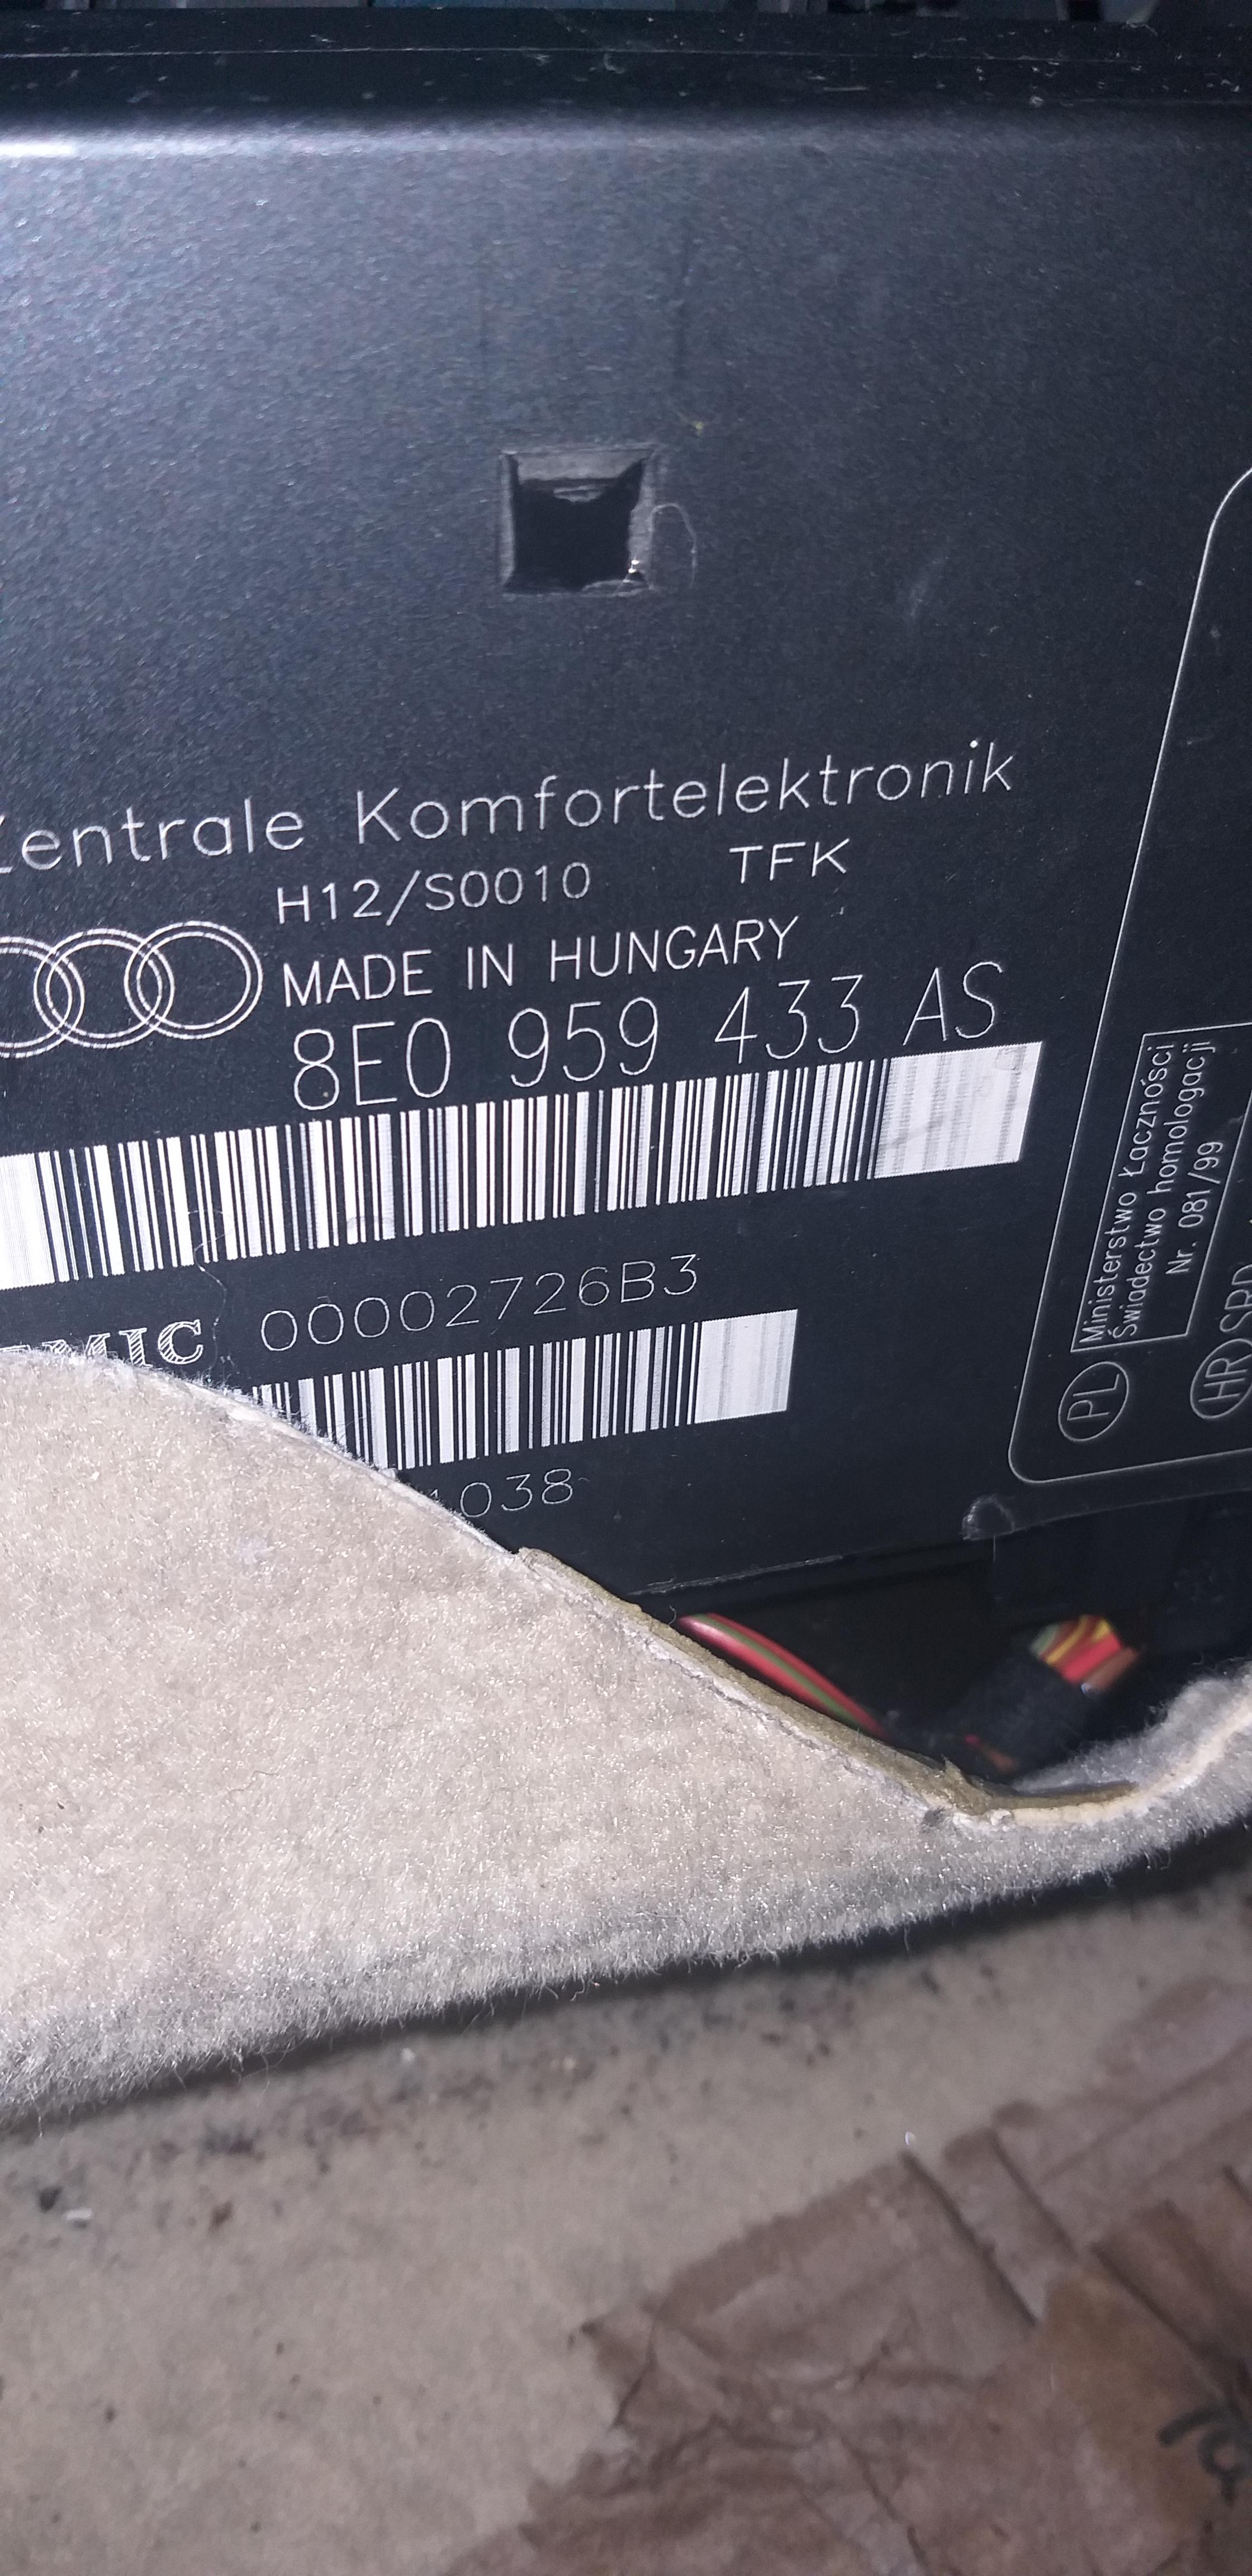 Zentrale Komfortelektronik
H12/S0010 TFK
MADE IN HUNGARY
8E0 959 433 AS
00002726B3
038
Ministerstwo Łączności
Świadectwo homologacji
Nr. 081/99
PL
HR